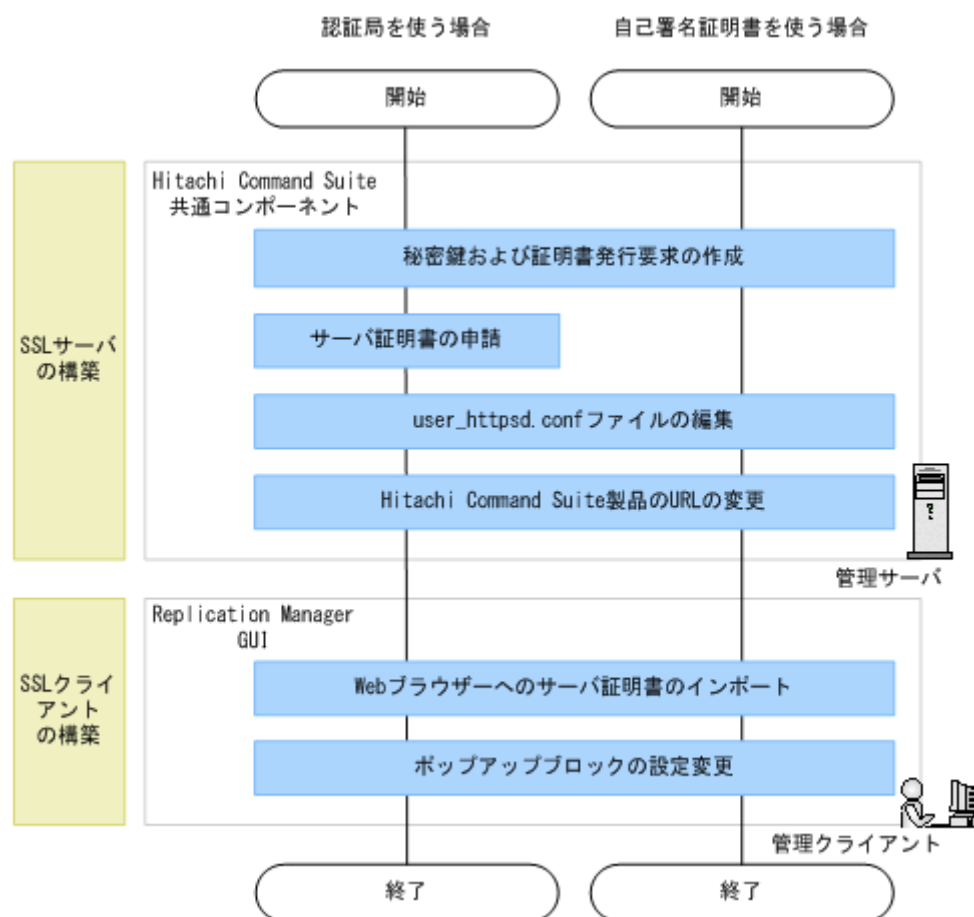 認証局を使う場合
自己署名証明書を使う場合
開始
開始
Hitachi Command Suite
共通コンポーネント
秘密鍵および証明書発行要求の作成
サーバ証明書の申請
SSLサーバ
の構築
user_httpsd.confファイルの編集
Hitachi Command Suite製品のURLの変更
管理サーバ
Replication Manager
GUI
SSLクライ
アント
の構築
Webブラウザーへのサーバ証明書のインポート
ポップアップブロックの設定変更
管理クライアント
終了
終了